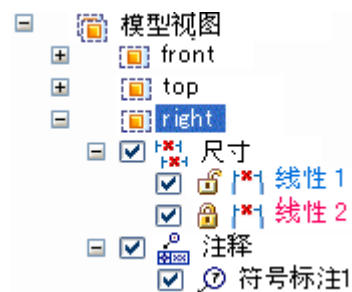 模型视图
front
top
right
尺寸
线性 1
线性 2
注释
符号标注1